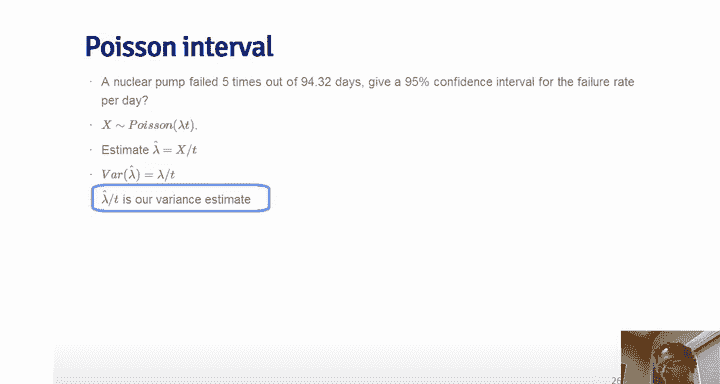 Poisson interval
· A nuclear pump failed 5 times out of 94.32 days, give a 95% confidence interval for the failure rate
per day?
· X ∼ Poisson(λt).
· Estimate λ̂ = X/t
· Var(λ̂) = λ/t
λ̂/t is our variance estimate